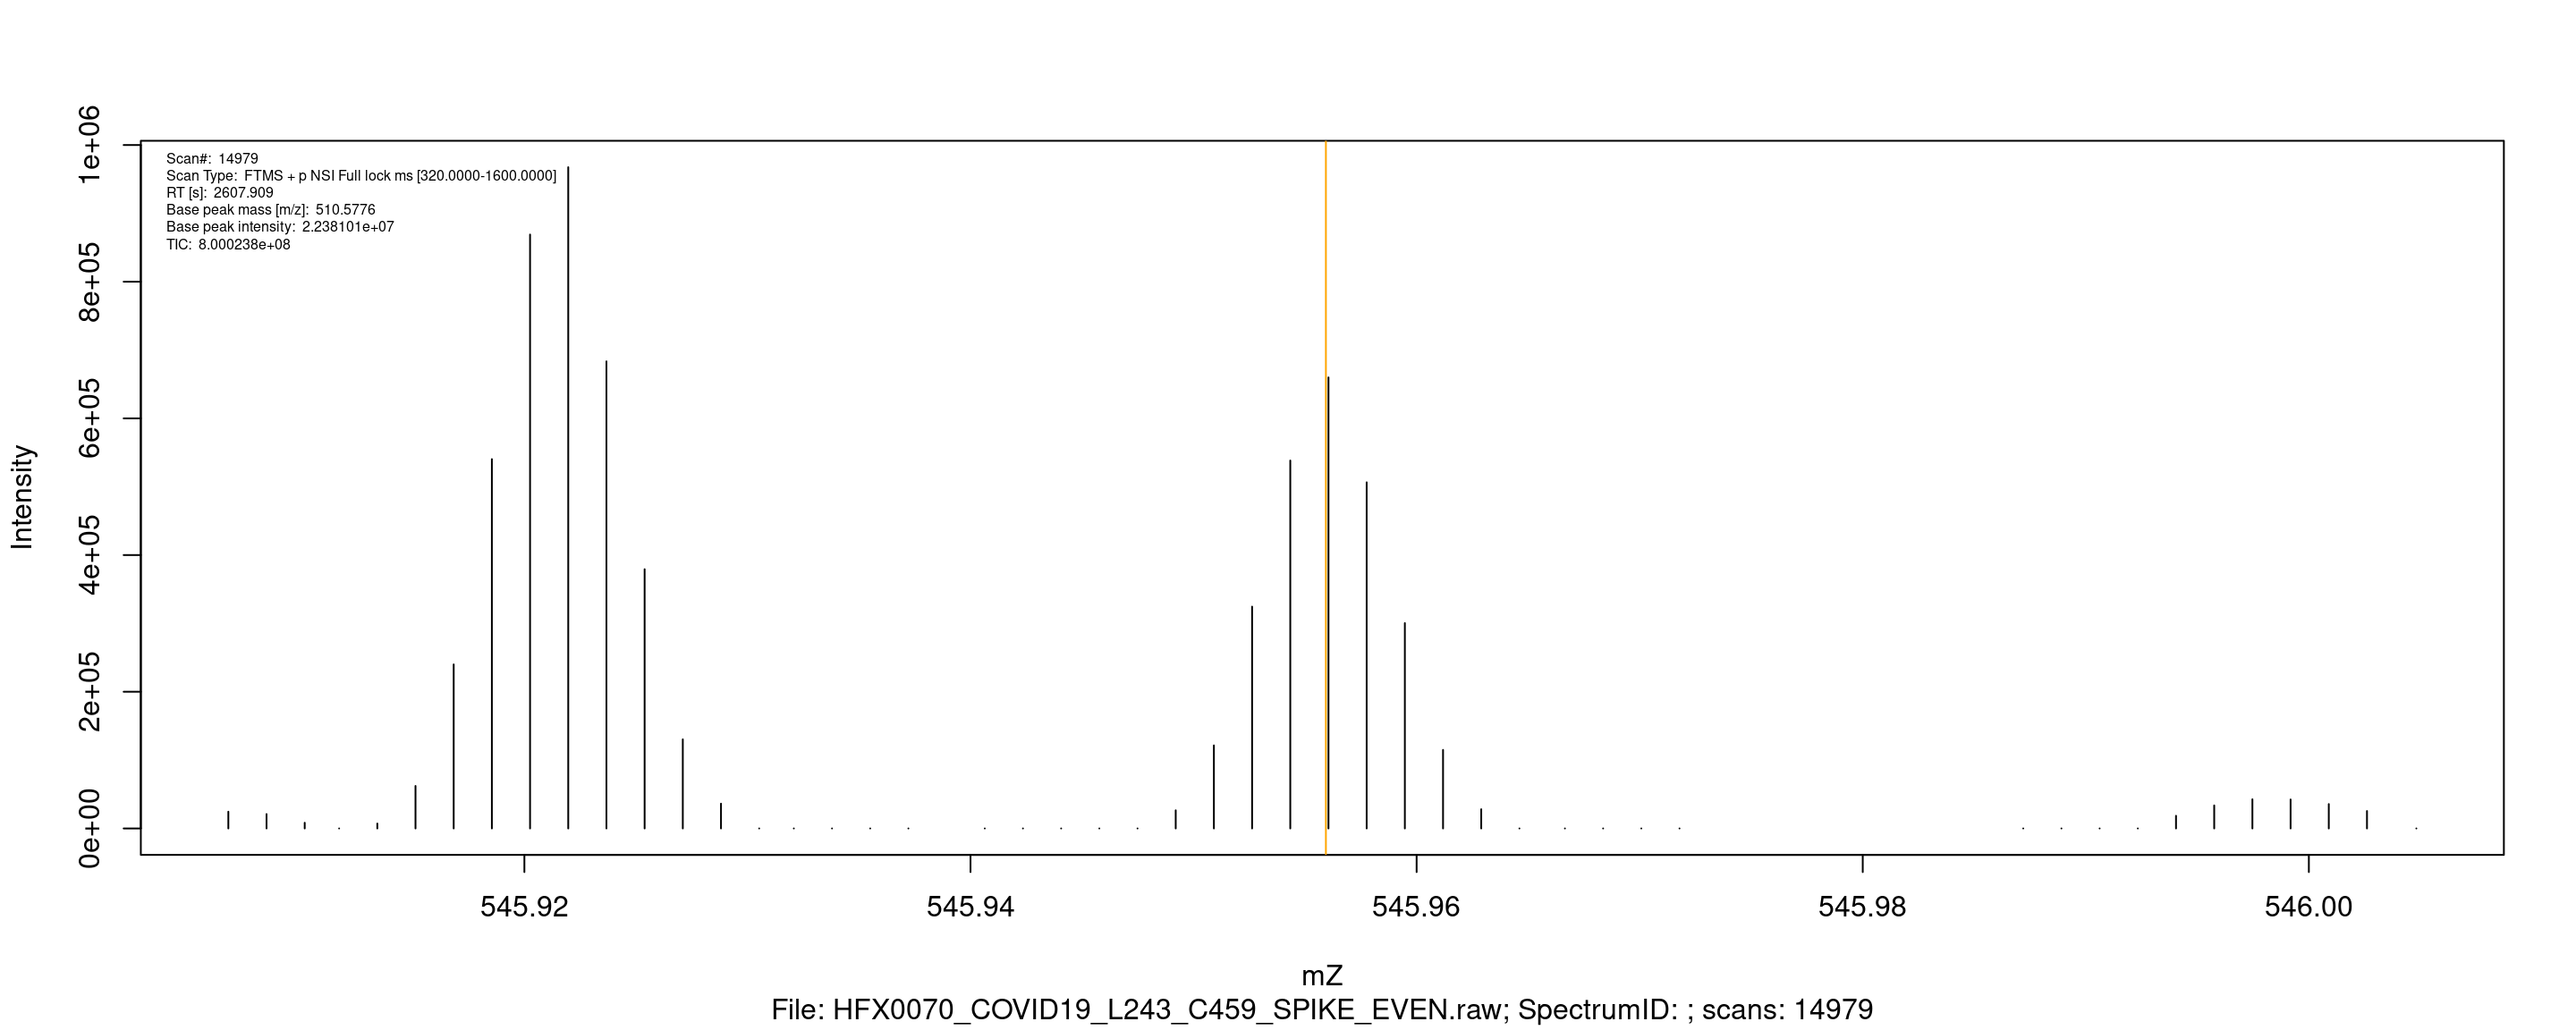 1e+06
8e+05
6e+05
4e+05
2e+05
0e+00
Intensity
Scan#: 14979
Scan Type: FTMS + p NSI Full lock ms [320.0000-1600.0000]
RT [s]: 2607.909
Base peak mass [m/z]: 510.5776
Base peak intensity: 2.238101e+07
TIC: 8.000238e+08
545.92 545.94 545.96 545.98 546.00
mZ
File: HFX0070_COVID19_L243_C459_SPIKE_EVEN.raw; SpectrumID: ; scans: 14979